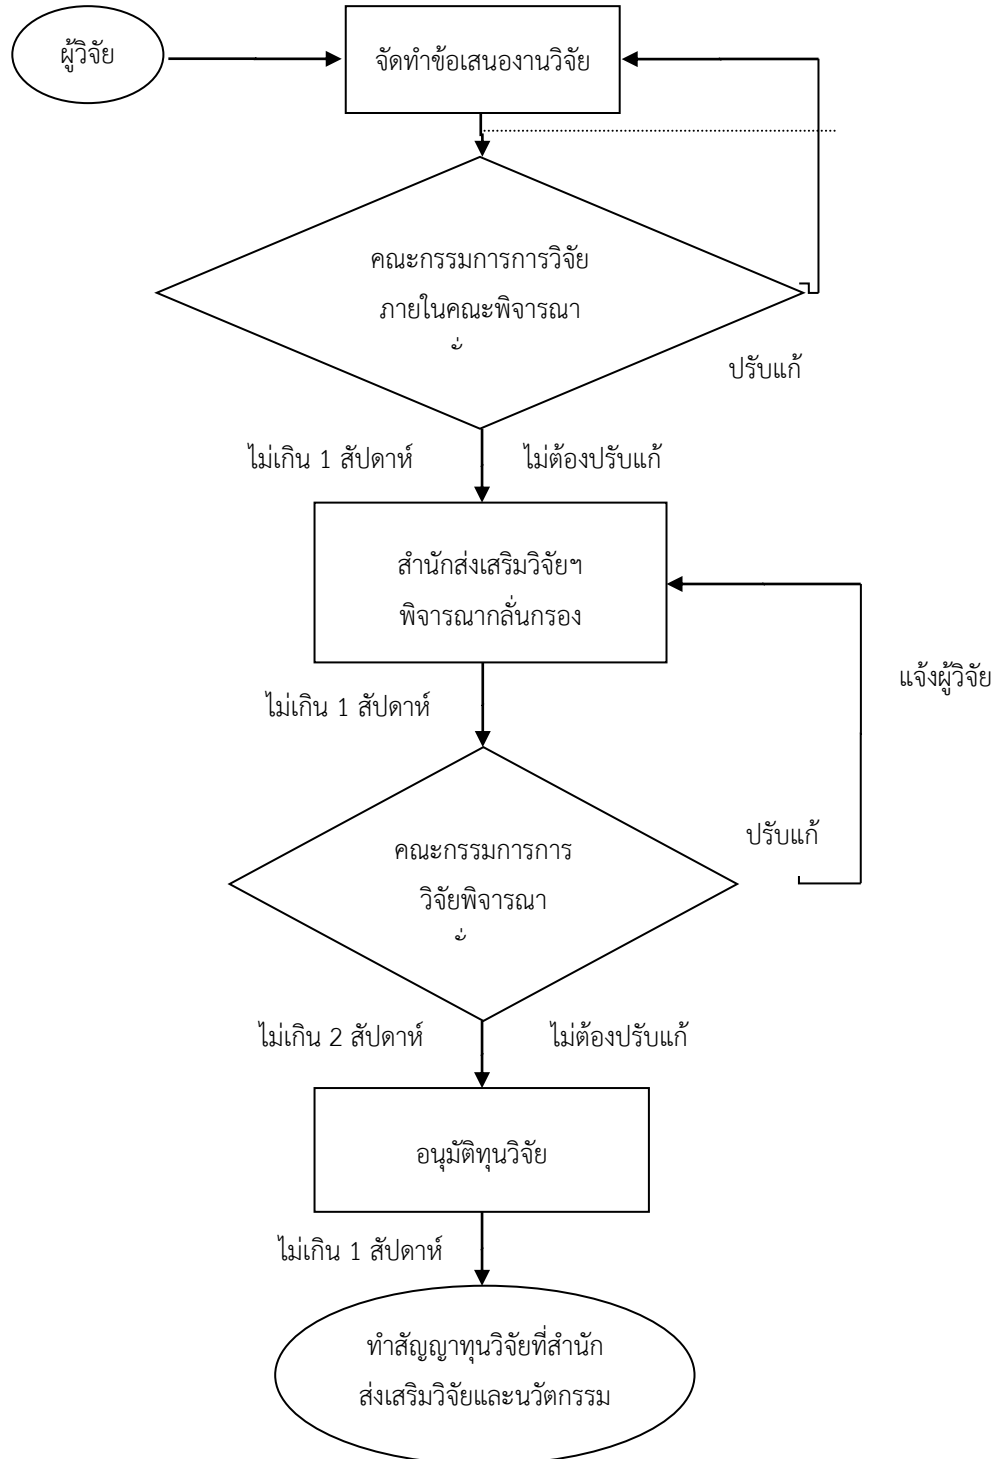 ผู้วิจัย
จัดทำข้อเสนองานวิจัย
คณะกรรมการการวิจัย
ภายในคณะพิจารณา
ปรับแก้
ไม่เกิน 1 สัปดาห์
ไม่ต้องปรับแก้
สำนักส่งเสริมวิจัยฯ
พิจารณากลั่นกรอง
แจ้งผู้วิจัย
ไม่เกิน 1 สัปดาห์
ปรับแก้
คณะกรรมการการ
วิจัยพิจารณา
ไม่เกิน 2 สัปดาห์
ไม่ต้องปรับแก้
อนุมัติทุนวิจัย
ไม่เกิน 1 สัปดาห์
ทำสัญญาทุนวิจัยที่สำนัก
ส่งเสริมวิจัยและนวัตกรรม